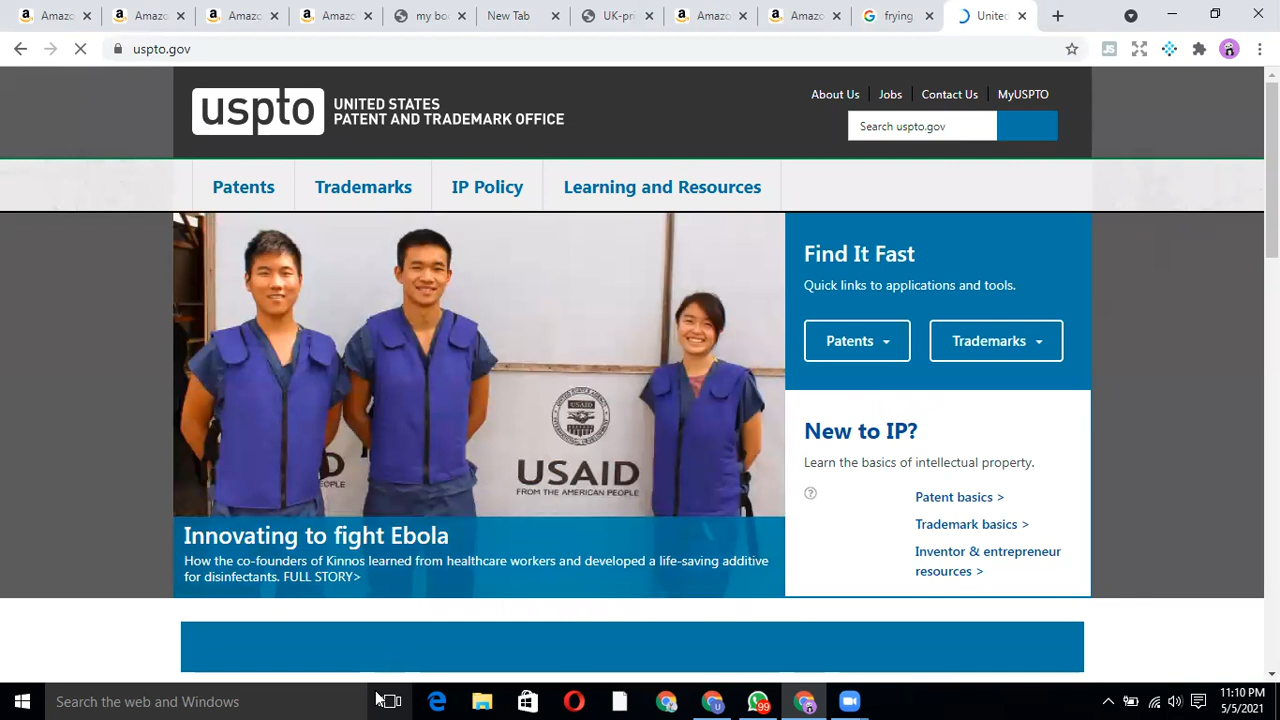 Amazo
Amazo
Amazo
Amazo
my bo
New Tab
UK-pri
Amazo
Amazo
frying
United
uspto.gov
JS
About Us
Jobs
Contact Us
MyUSPTO
uspto UNITED STATES
PATENT AND TRADEMARK OFFICE
Search uspto.gov
Patents
Trademarks
IP Policy
Learning and Resources
Find It Fast
Quick links to applications and tools.
Patents
Trademarks
USAID
FROM THE AMERICAN PEOPLE
New to IP?
Learn the basics of intellectual property.
Patent basics >
Trademark basics >
Inventor & entrepreneur
resources >
Innovating to fight Ebola
How the co-founders of Kinnos learned from healthcare workers and developed a life-saving additive
for disinfectants. FULL STORY>
Search the web and Windows
99
11:10 PM
5/5/2021